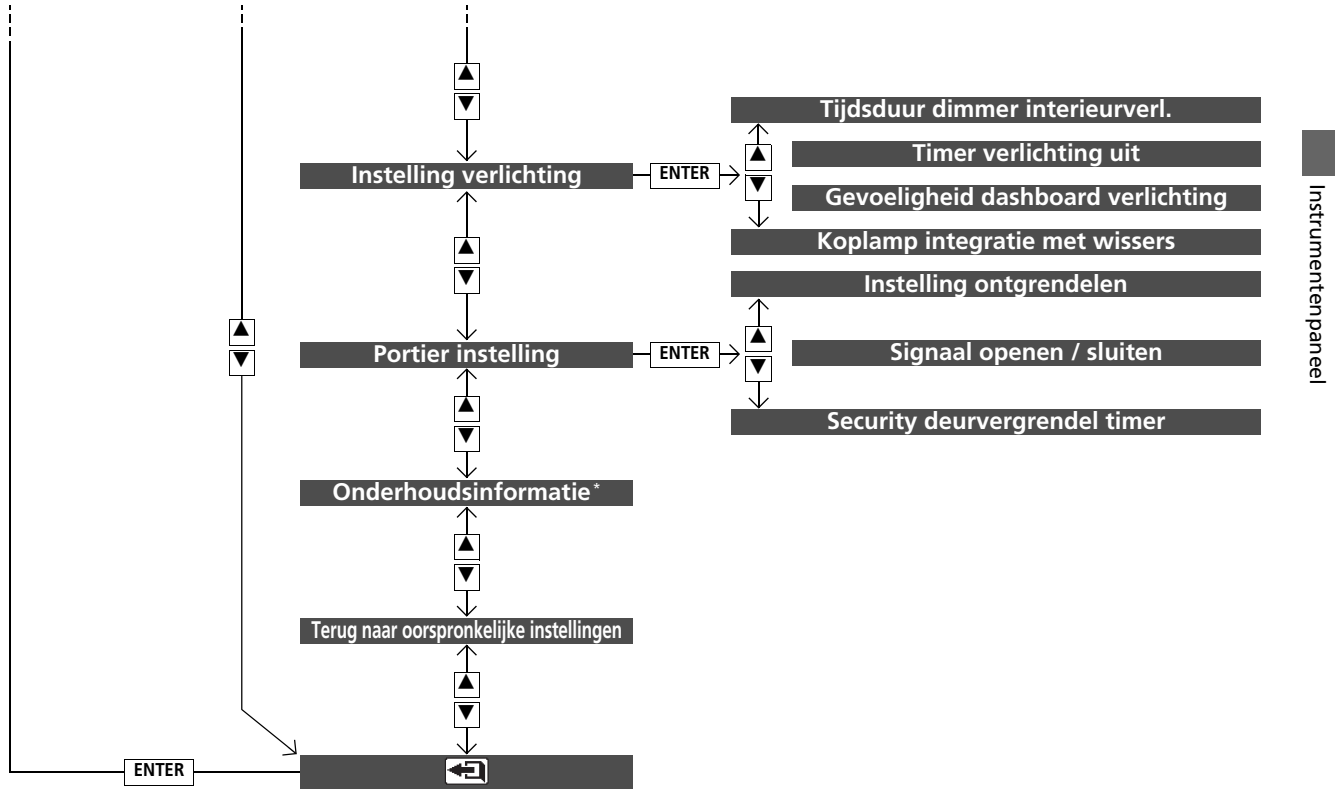 ▲
▼
Tijdsduur dimmer interieurverl.
▲
▼
Timer verlichting uit
Instelling verlichting
ENTER
Gevoeligheid dashboard verlichting
Koplamp integratie met wissers
▲
▼
Instelling ontgrendelen
▲
▼
Portier instelling
ENTER
▲
▼
Signaal openen / sluiten
Security deurvergrendel timer
▲
▼
Onderhoudsinformatie*
▲
▼
Terug naar oorspronkelijke instellingen
▲
▼
ENTER
Instrumentenpaneel